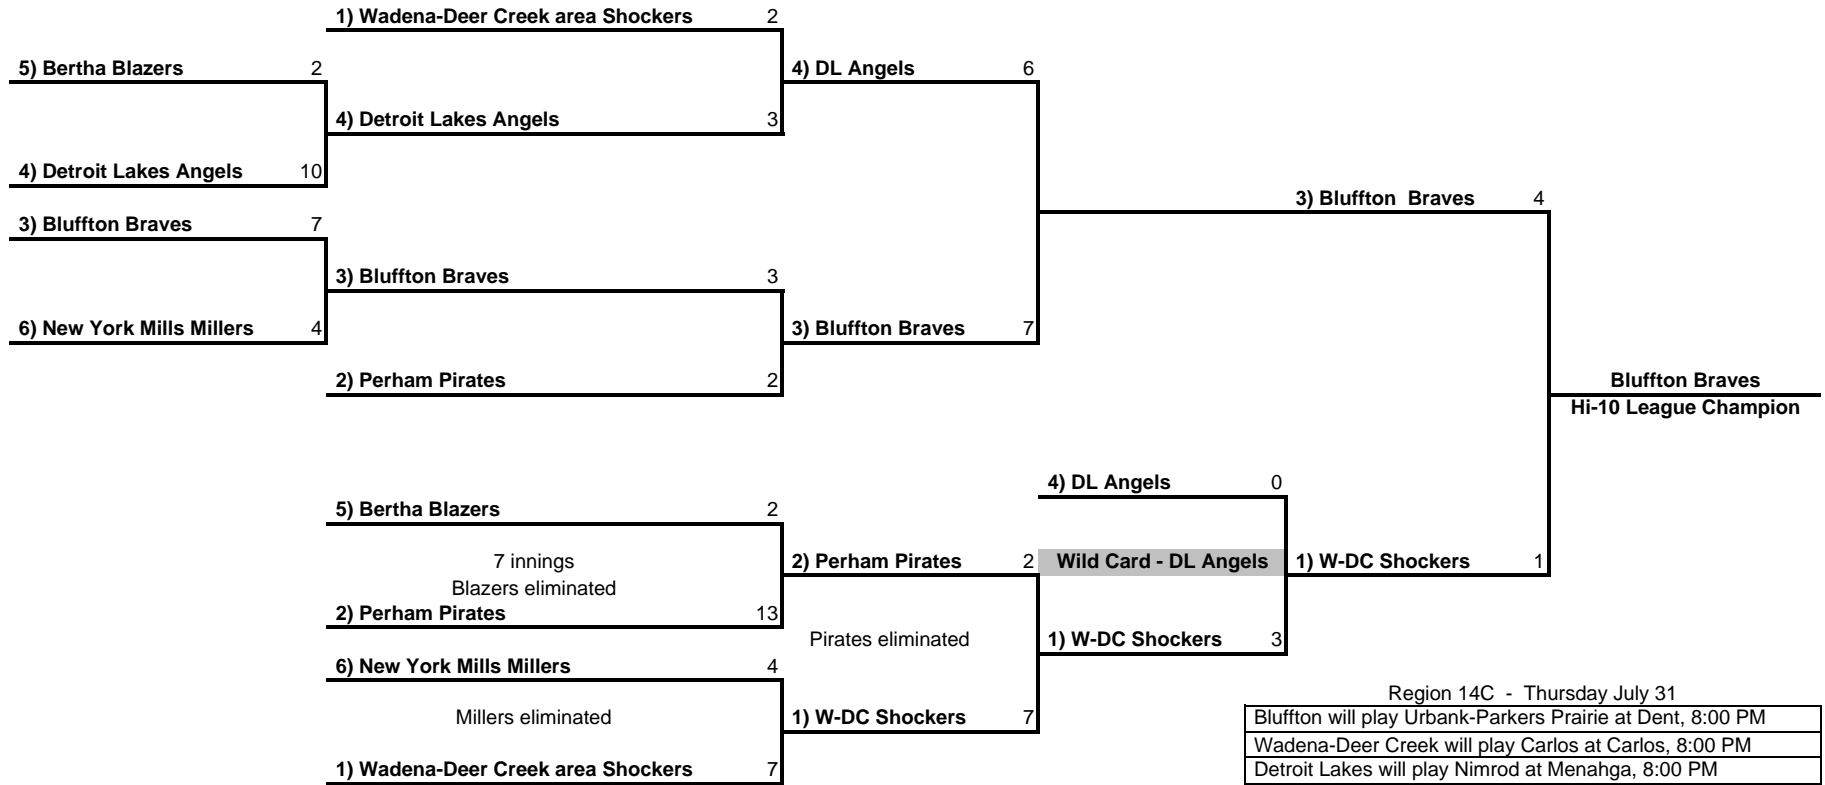 1) Wadena-Deer Creek area Shockers 2
5) Bertha Blazers 2
4) DL Angels 6
4) Detroit Lakes Angels 3
4) Detroit Lakes Angels 10
3) Bluffton  Braves 4
3) Bluffton Braves 7
3) Bluffton Braves 3
6) New York Mills Millers 4
3) Bluffton Braves 7
2) Perham Pirates 2
Bluffton Braves
Hi-10 League Champion
4) DL Angels 0
5) Bertha Blazers 2
7 innings
2) Perham Pirates 2
Wild Card - DL Angels
1) W-DC Shockers 1
Blazers eliminated
2) Perham Pirates 13
Pirates eliminated
1) W-DC Shockers 3
6) New York Mills Millers 4
Millers eliminated
1) W-DC Shockers 7
1) Wadena-Deer Creek area Shockers 7
Region 14C  -  Thursday July 31
Bluffton will play Urbank-Parkers Prairie at Dent, 8:00 PM
Wadena-Deer Creek will play Carlos at Carlos, 8:00 PM
Detroit Lakes will play Nimrod at Menahga, 8:00 PM